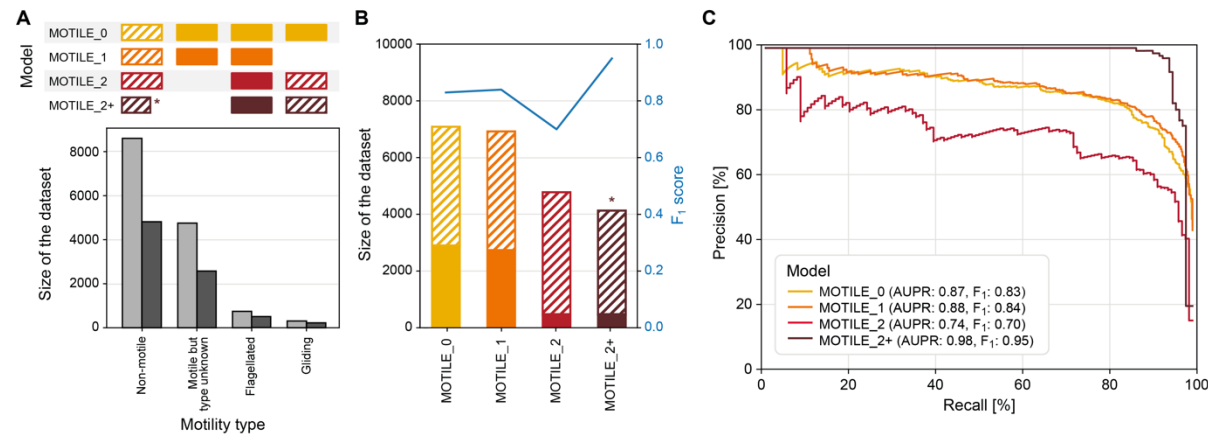 A
Model
MOTILE_0
MOTILE_1
MOTILE_2
MOTILE_2+
*
Size of the dataset
8000
6000
4000
2000
0
Non-motile
Motile but
type unknown
Flagellated
Gliding
Motility type
B
Size of the dataset
10000
8000
6000
4000
2000
0
*
1.0
0.8
0.6
0.4
0.2
0.0
F1 score
MOTILE_0
MOTILE_1
MOTILE_2
MOTILE_2+
C
Precision [%]
100
80
60
40
20
0
Model
MOTILE_0 (AUPR: 0.87, F1: 0.83)
MOTILE_1 (AUPR: 0.88, F1: 0.84)
MOTILE_2 (AUPR: 0.74, F1: 0.70)
MOTILE_2+ (AUPR: 0.98, F1: 0.95)
0
20
40
60
80
100
Recall [%]